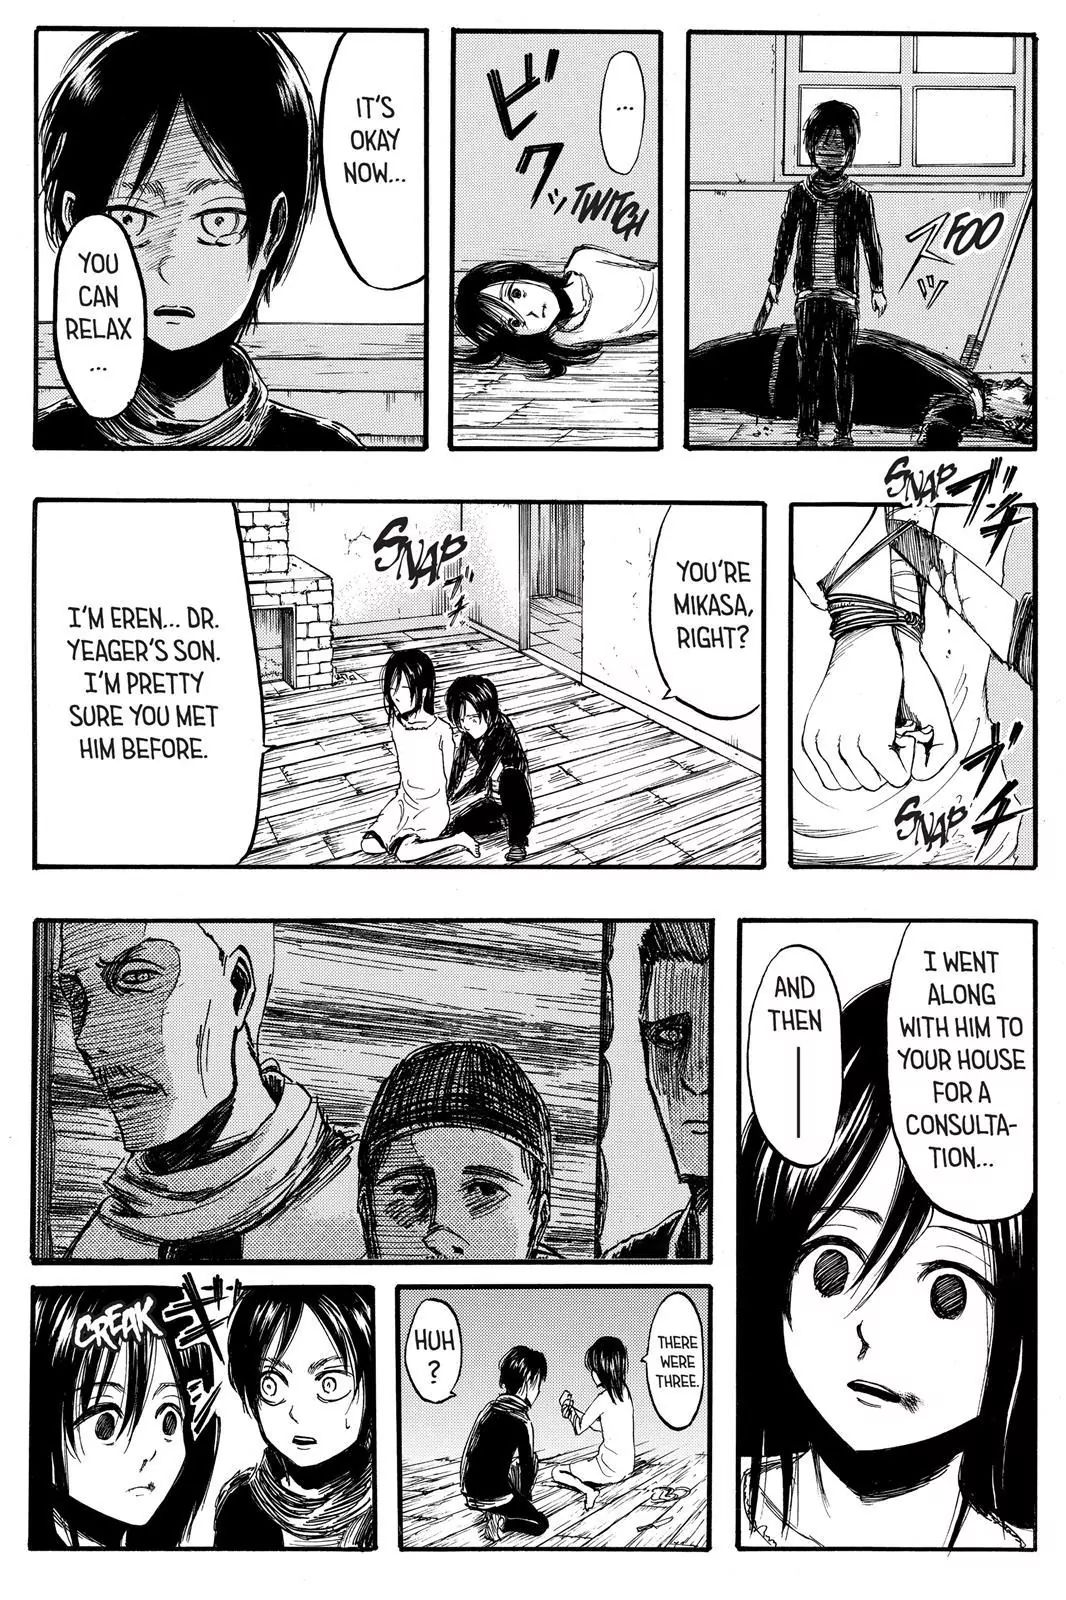 フ
ッ
FOO
...
ビ
ク
ッ
TWITCH
IT'S
OKAY
NOW...
YOU
CAN
RELAX
...
SNAP
ブ
チ
ブ
チ
SNAP
YOU'RE
MIKASA,
RIGHT?
SNAP
ブ
チ
I'M EREN... DR.
YEAGER'S SON.
I'M PRETTY
SURE YOU MET
HIM BEFORE.
I WENT
ALONG
WITH HIM TO
YOUR HOUSE
FOR A
CONSULTA-
TION...
AND
THEN
—
THERE
WERE
THREE.
HUH
?
ギ
シ
CREAK